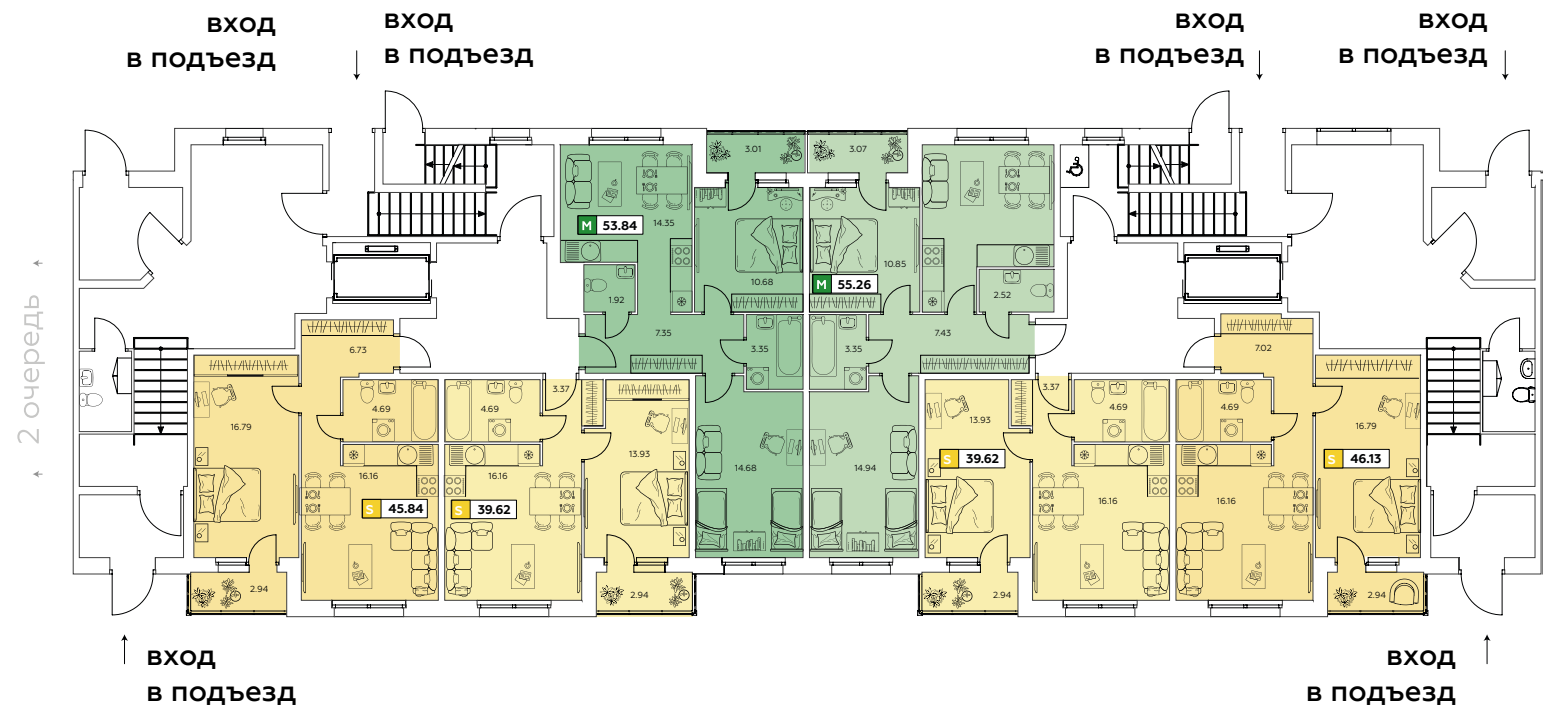 вход
в подъезд
вход
в подъезд
вход
в подъезд
вход
в подъезд
2 очередь
3.01
3.07
M 53.84
14.35
10.68
10.85
M 55.26
1.92
2.52
7.35
7.43
3.35
3.35
6.73
7.02
3.37
3.37
4.69
4.69
4.69
4.69
16.79
13.93
13.93
16.79
14.68
14.94
S 39.62
S 46.13
16.16
16.16
16.16
16.16
S 45.84
S 39.62
2.94
2.94
2.94
2.94
вход
в подъезд
вход
в подъезд